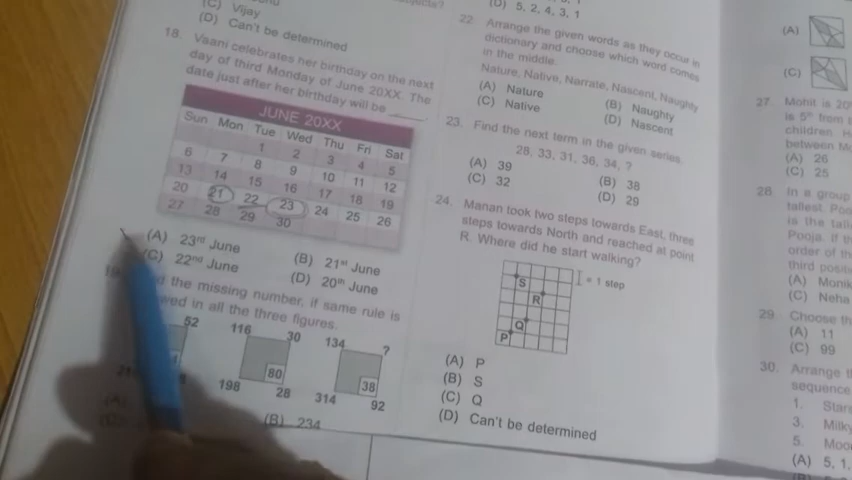 (C) Vijay
(D) Can't be determined
18. Vaani celebrates her birthday on the next
day of third Monday of June 20XX. The
date just after her birthday will be ____.
JUNE 20XX
Sun Mon Tue Wed Thu Fri Sat
1 2 3 4 5
6 7 8 9 10 11 12
13 14 15 16 17 18 19
20 21 22 23 24 25 26
27 28 29 30
(A) 23rd June
(B) 21st June
(C) 22nd June
(D) 20th June
the missing number, if same rule is
in all the three figures.
52
116 30
80
198 28
134 ?
38
314 92
(B) 234
(D) 5, 2, 4, 3, 1
22. Arrange the given words as they occur in
dictionary and choose which word comes
in the middle.
Nature, Native, Narrate, Nascent, Naughty
(A) Nature
(B) Naughty
(C) Native
(D) Nascent
23. Find the next term in the given series.
28, 33, 31, 36, 34, ?
(A) 39
(B) 38
(C) 32
(D) 29
24. Manan took two steps towards East, three
steps towards North and reached at point
R. Where did he start walking?
S
R
Q
P
= 1 step
(A) P
(B) S
(C) Q
(D) Can't be determined
(A)
(C)
27. Mohit is 20
is 5th from
children
between
(A) 26
(C) 25
28. In a group
tallest.
is the
Pooja. If
order of
third
(A)
(C) Neha
29. Choose
(A) 11
(C) 99
30. Arrange
sequence
1.
3. Milky
5.
(A) 5, 1,